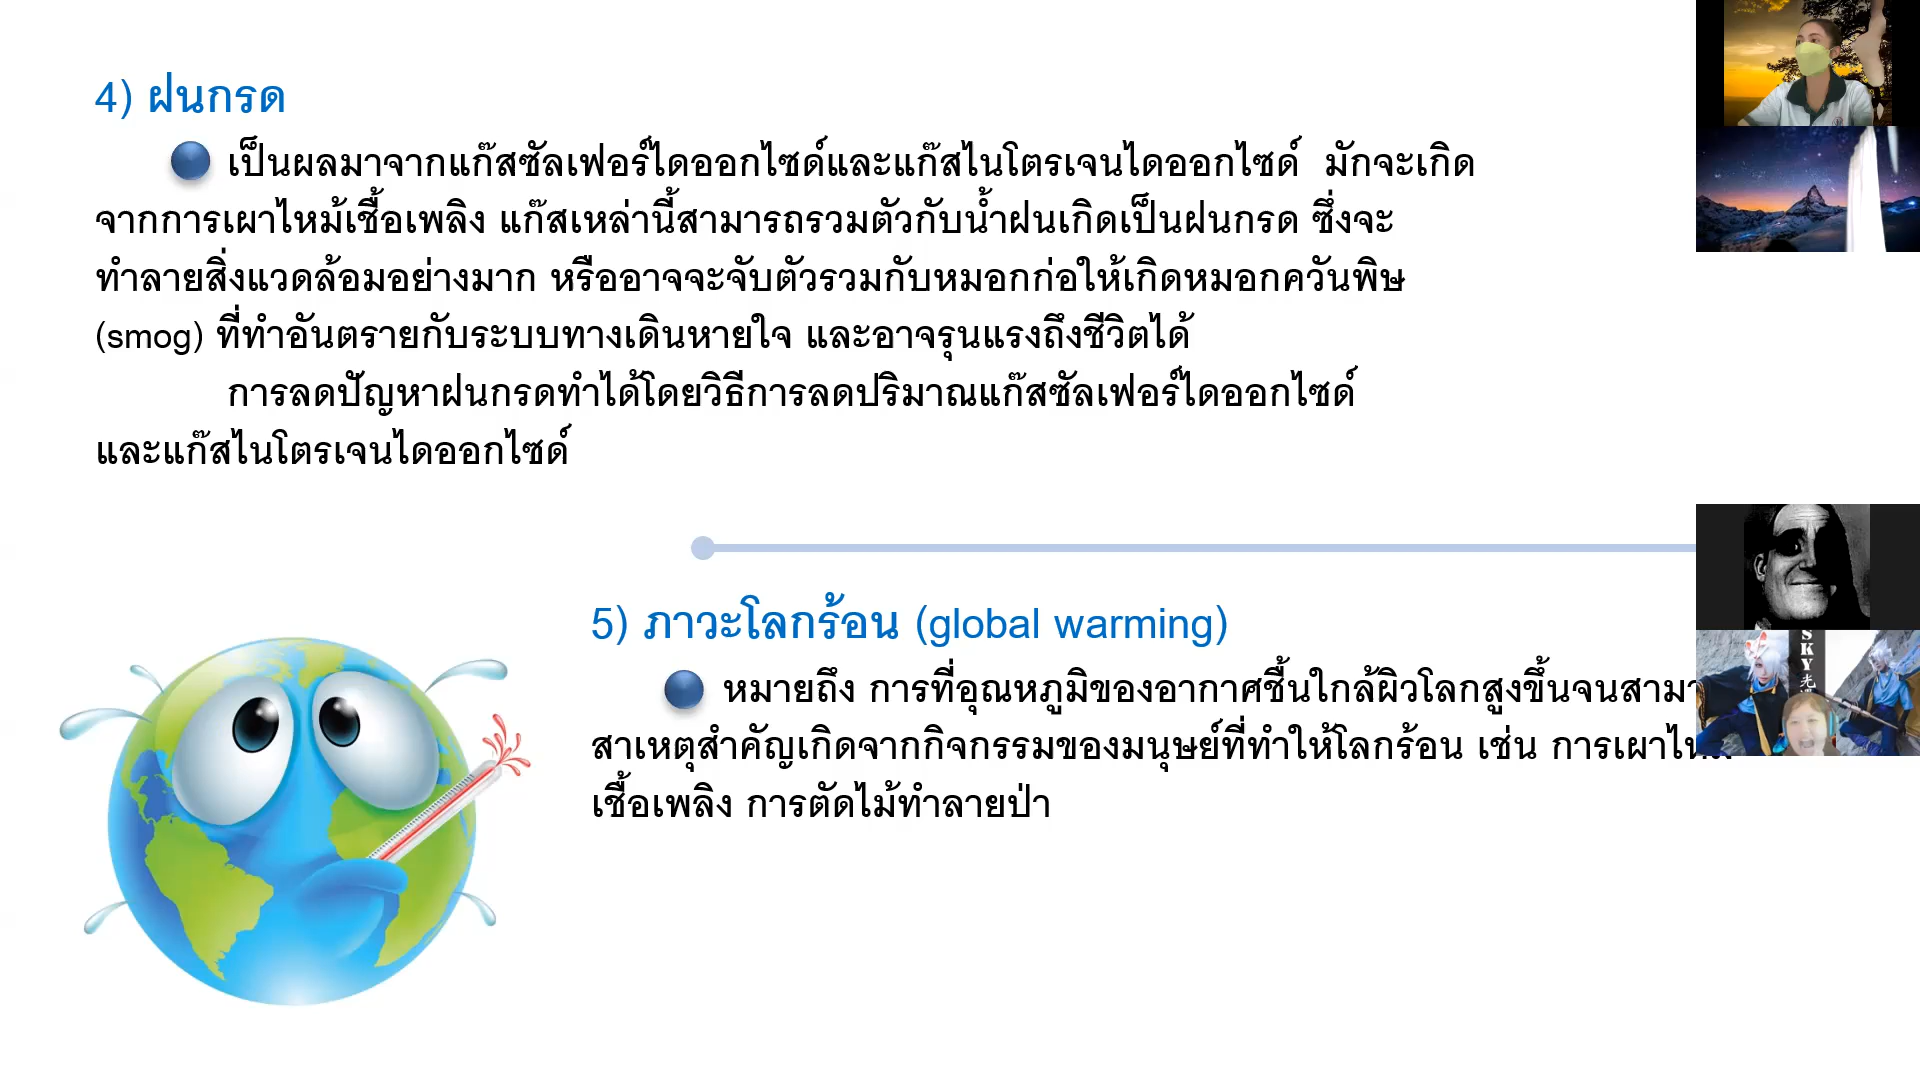 4) ฝนกรด
เป็นผลมาจากแก๊สซัลเฟอร์ไดออกไซด์และแก๊สไนโตรเจนไดออกไซด์ มักจะเกิด
จากการเผาไหม้เชื้อเพลิง แก๊สเหล่านี้สามารถรวมตัวกับน้ำฝนเกิดเป็นฝนกรด ซึ่งจะ
ทำลายสิ่งแวดล้อมอย่างมาก หรืออาจจะจับตัวรวมกับหมอกก่อให้เกิดหมอกควันพิษ
(smog) ที่ทำอันตรายกับระบบทางเดินหายใจ และอาจรุนแรงถึงชีวิตได้
การลดปัญหาฝนกรดทำได้โดยวิธีการลดปริมาณแก๊สซัลเฟอร์ไดออกไซด์
และแก๊สไนโตรเจนไดออกไซด์
5) ภาวะโลกร้อน (global warming)
หมายถึง การที่อุณหภูมิของอากาศชื้นใกล้ผิวโลกสูงขึ้นจน
สาเหตุสำคัญเกิดจากกิจกรรมของมนุษย์ที่ทำให้โลกร้อน เช่น การเผา
เชื้อเพลิง การตัดไม้ทำลายป่า
SKY光